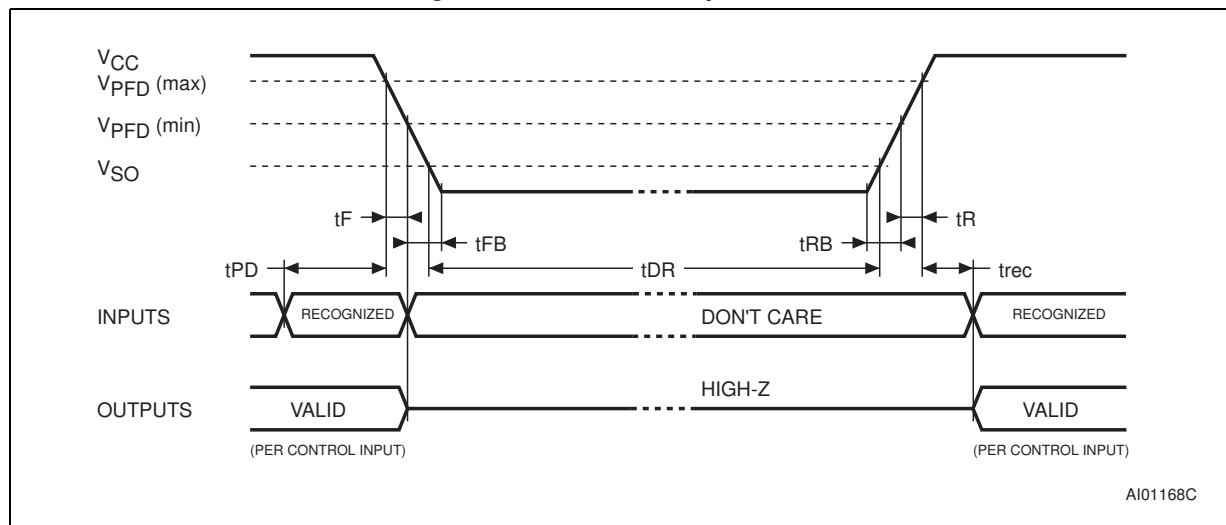 VCC
VPFD (max)
VPFD (min)
VSO
tF
tR
tFB
tRB
tPD
tDR
trec
INPUTS
RECOGNIZED
DON'T CARE
RECOGNIZED
HIGH-Z
OUTPUTS
VALID
VALID
(PER CONTROL INPUT)
(PER CONTROL INPUT)
AI01168C